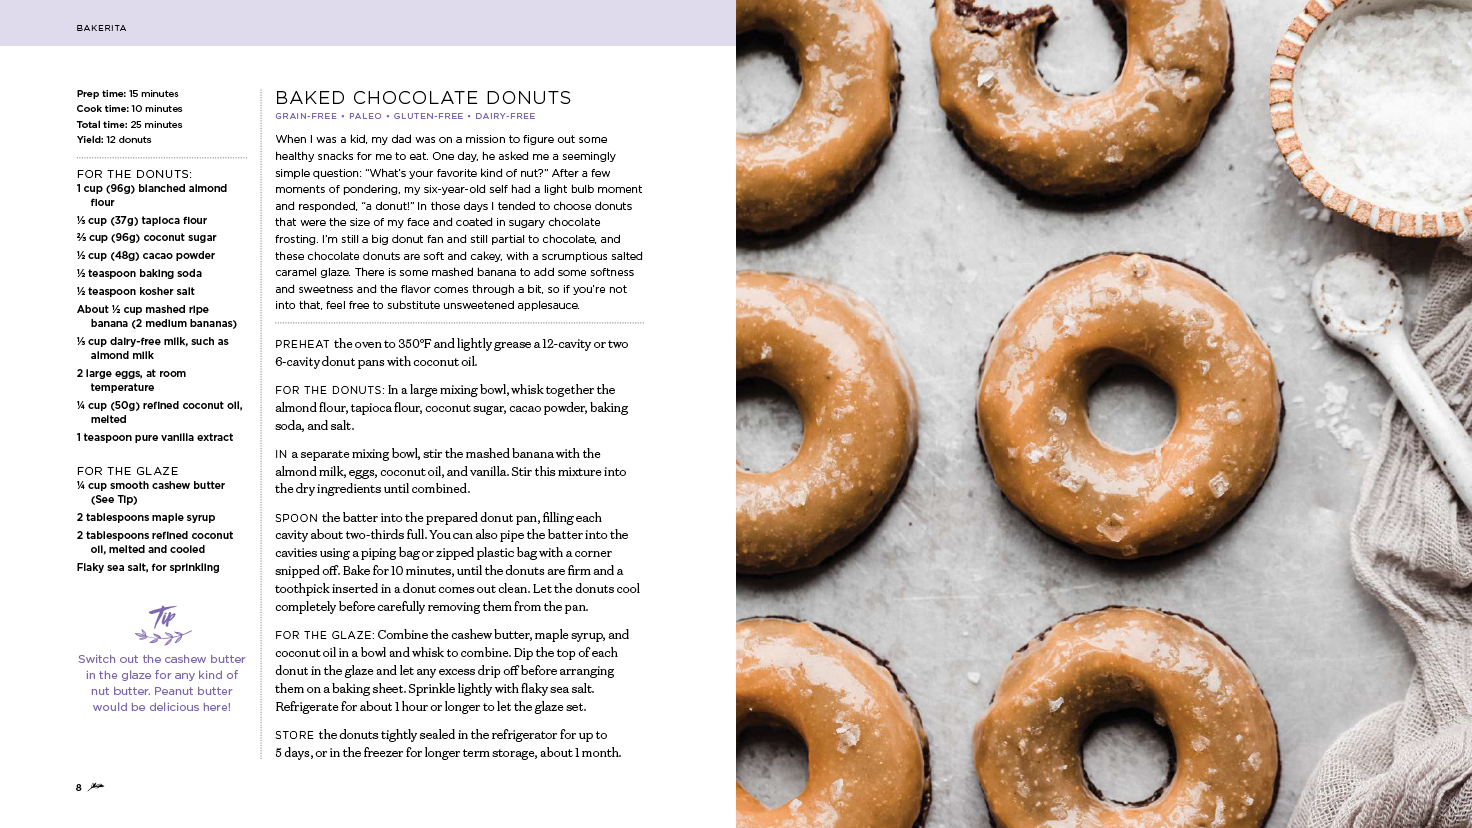 BAKERITA
Prep time: 15 minutes
Cook time: 10 minutes
Total time: 25 minutes
Yield: 12 donuts
FOR THE DONUTS:
1 cup (96g) blanched almond
flour
⅓ cup (37g) tapioca flour
⅔ cup (96g) coconut sugar
½ cup (48g) cacao powder
½ teaspoon baking soda
½ teaspoon kosher salt
About ½ cup mashed ripe
banana (2 medium bananas)
⅓ cup dairy-free milk, such as
almond milk
2 large eggs, at room
temperature
¼ cup (50g) refined coconut oil,
melted
1 teaspoon pure vanilla extract
FOR THE GLAZE
¼ cup smooth cashew butter
(See Tip)
2 tablespoons maple syrup
2 tablespoons refined coconut
oil, melted and cooled
Flaky sea salt, for sprinkling
Tip
Switch out the cashew butter
in the glaze for any kind of
nut butter. Peanut butter
would be delicious here!
BAKED CHOCOLATE DONUTS
GRAIN-FREE • PALEO • GLUTEN-FREE • DAIRY-FREE
When I was a kid, my dad was on a mission to figure out some
healthy snacks for me to eat. One day, he asked me a seemingly
simple question: “What’s your favorite kind of nut?” After a few
moments of pondering, my six-year-old self had a light bulb moment
and responded, “a donut!” In those days I tended to choose donuts
that were the size of my face and coated in sugary chocolate
frosting. I’m still a big donut fan and still partial to chocolate, and
these chocolate donuts are soft and cakey, with a scrumptious salted
caramel glaze. There is some mashed banana to add some softness
and sweetness and the flavor comes through a bit, so if you’re not
into that, feel free to substitute unsweetened applesauce.
PREHEAT the oven to 350°F and lightly grease a 12-cavity or two
6-cavity donut pans with coconut oil.
FOR THE DONUTS: In a large mixing bowl, whisk together the
almond flour, tapioca flour, coconut sugar, cacao powder, baking
soda, and salt.
IN a separate mixing bowl, stir the mashed banana with the
almond milk, eggs, coconut oil, and vanilla. Stir this mixture into
the dry ingredients until combined.
SPOON the batter into the prepared donut pan, filling each
cavity about two-thirds full. You can also pipe the batter into the
cavities using a piping bag or zipped plastic bag with a corner
snipped off. Bake for 10 minutes, until the donuts are firm and a
toothpick inserted in a donut comes out clean. Let the donuts cool
completely before carefully removing them from the pan.
FOR THE GLAZE: Combine the cashew butter, maple syrup, and
coconut oil in a bowl and whisk to combine. Dip the top of each
donut in the glaze and let any excess drip off before arranging
them on a baking sheet. Sprinkle lightly with flaky sea salt.
Refrigerate for about 1 hour or longer to let the glaze set.
STORE the donuts tightly sealed in the refrigerator for up to
5 days, or in the freezer for longer term storage, about 1 month.
8